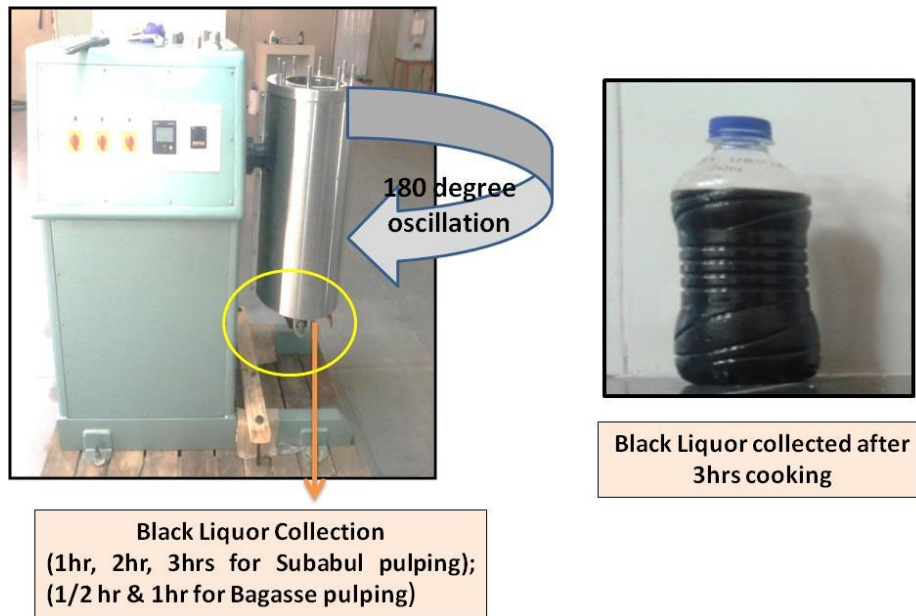 180 degree
oscillation
Black Liquor collected after
3hrs cooking
Black Liquor Collection
(1hr, 2hr, 3hrs for Subabul pulping);
(1/2 hr & 1hr for Bagasse pulping)